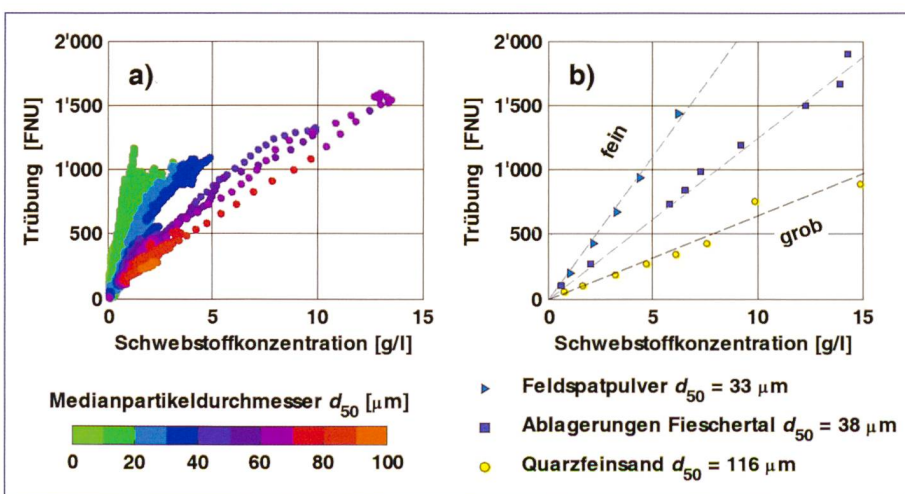 a)
Trübung [FNU]
2'000
1'500
1'000
500
0
0 5 10 15
Schwebstoffkonzentration [g/l]
b)
Trübung [FNU]
2'000
1'500
1'000
500
0
fein
grob
0 5 10 15
Schwebstoffkonzentration [g/l]
Medianpartikeldurchmesser d50 [µm]
0 20 40 60 80 100
Feldspatpulver d50 = 33 µm
Ablagerungen Fieschertal d50 = 38 µm
Quarzfeinsand d50 = 116 µm